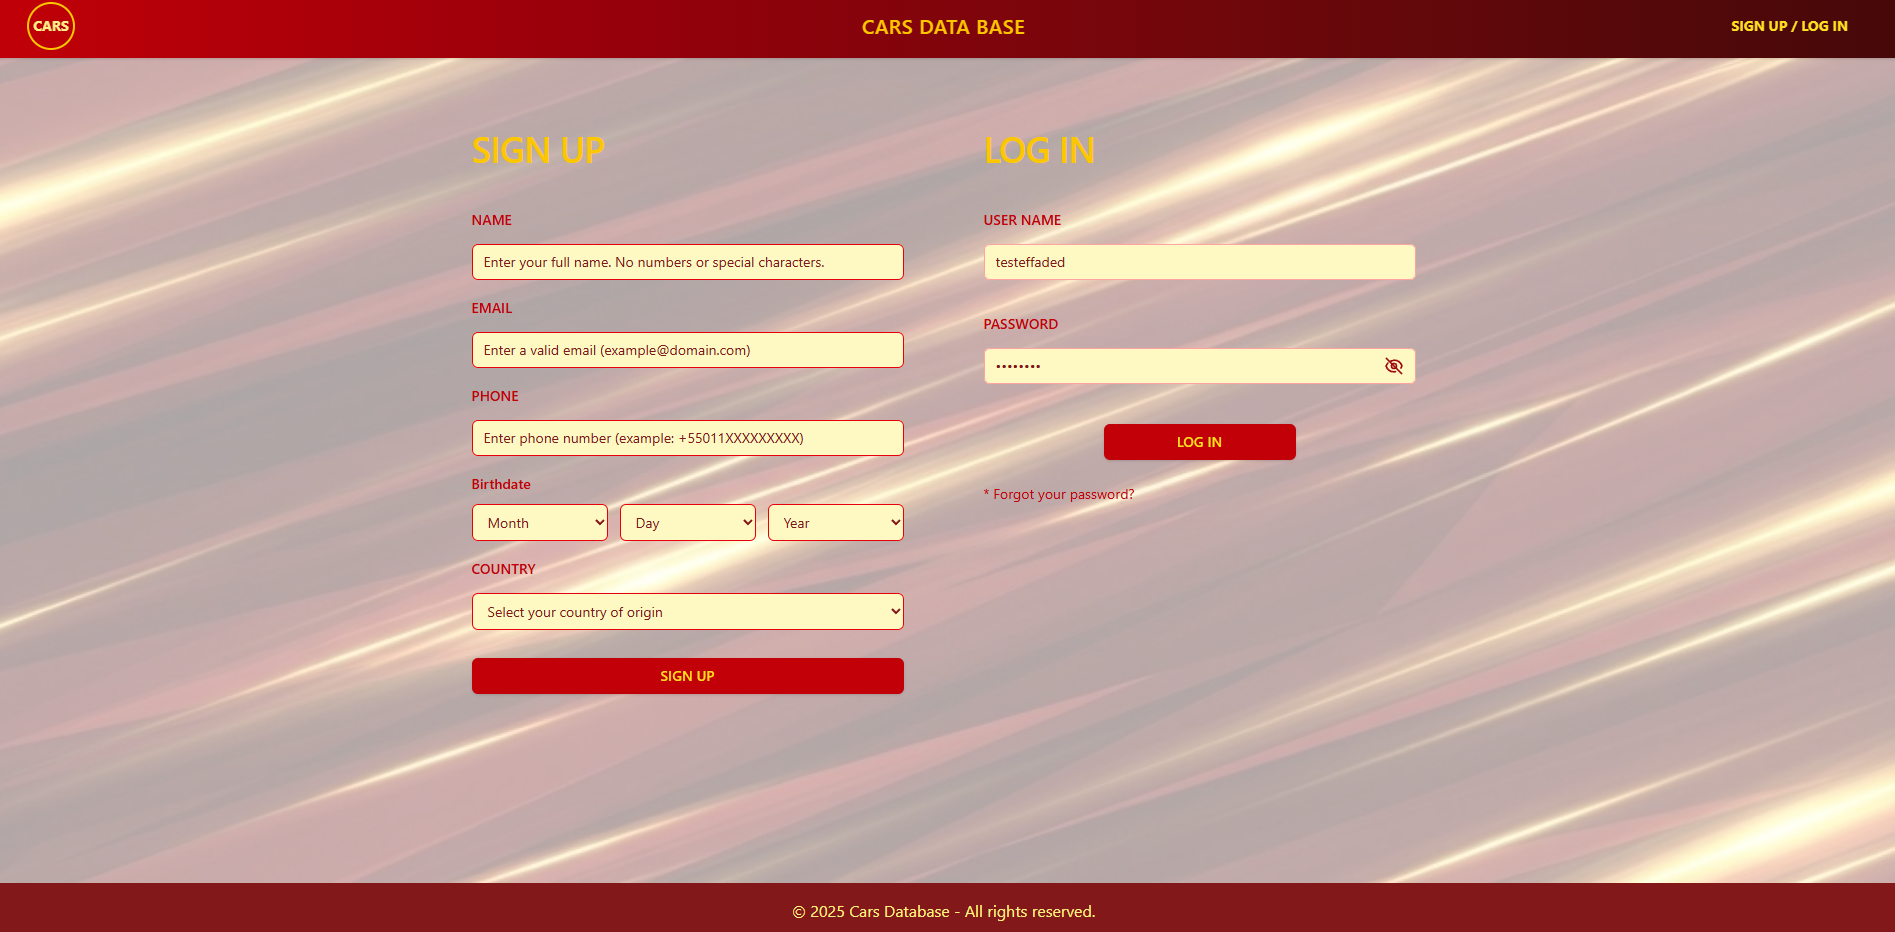 CARS
CARS DATA BASE
SIGN UP / LOG IN
SIGN UP
NAME
Enter your full name. No numbers or special characters.
EMAIL
Enter a valid email (example@domain.com)
PHONE
Enter phone number (example: +55011XXXXXXXXX)
Birthdate
Month
Day
Year
COUNTRY
Select your country of origin
SIGN UP
LOG IN
USER NAME
testeffaded
PASSWORD
••••••••
LOG IN
* Forgot your password?
© 2025 Cars Database - All rights reserved.